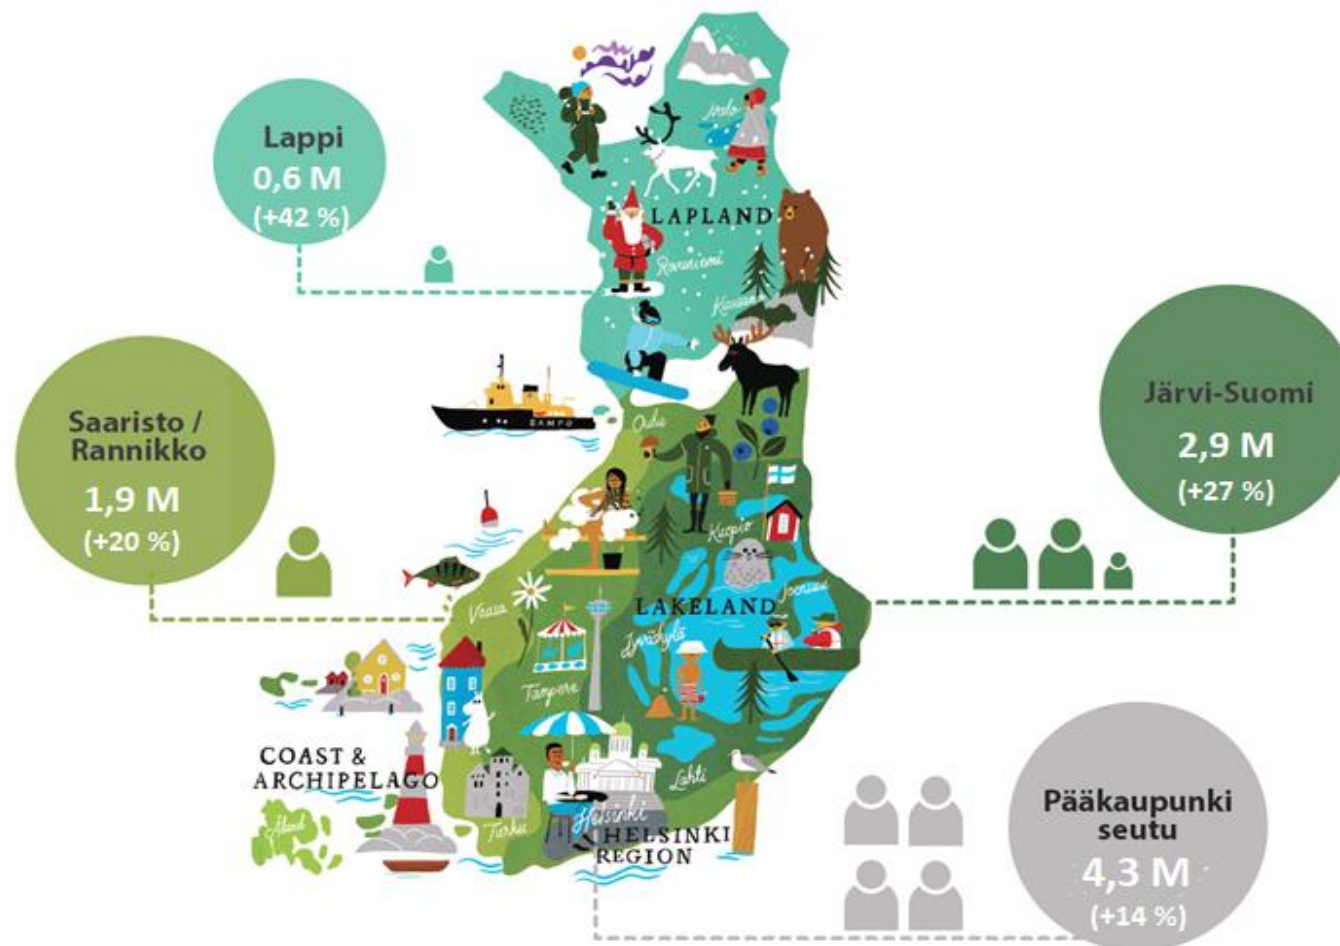 Lappi
0,6 M
(+42 %)
Ivalo
LAPLAND
Rovaniemi
Saaristo /
Rannikko
1,9 M
(+20 %)
SAMPO
Oulu
Järvi-Suomi
2,9 M
(+27 %)
Kuopio
Vaasa
LAKELAND
Joensuu
Jyväskylä
Tampere
COAST &
ARCHIPELAGO
Åland
Turku
Helsinki
Lahti
HELSINKI
REGION
Pääkaupunki
seutu
4,3 M
(+14 %)